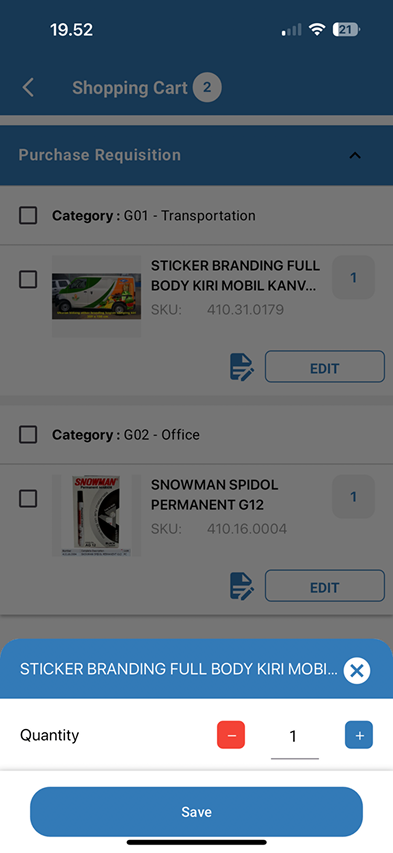 19.52
21
Shopping Cart 2
Purchase Requisition
Category : G01 - Transportation
STICKER BRANDING FULL
BODY KIRI MOBIL KANV...
1
SKU: 410.31.0179
EDIT
Category : G02 - Office
SNOWMAN
SNOWMAN SPIDOL
PERMANENT G12
1
SKU: 410.16.0004
EDIT
STICKER BRANDING FULL BODY KIRI MOBI...
Quantity
− 1 +
Save